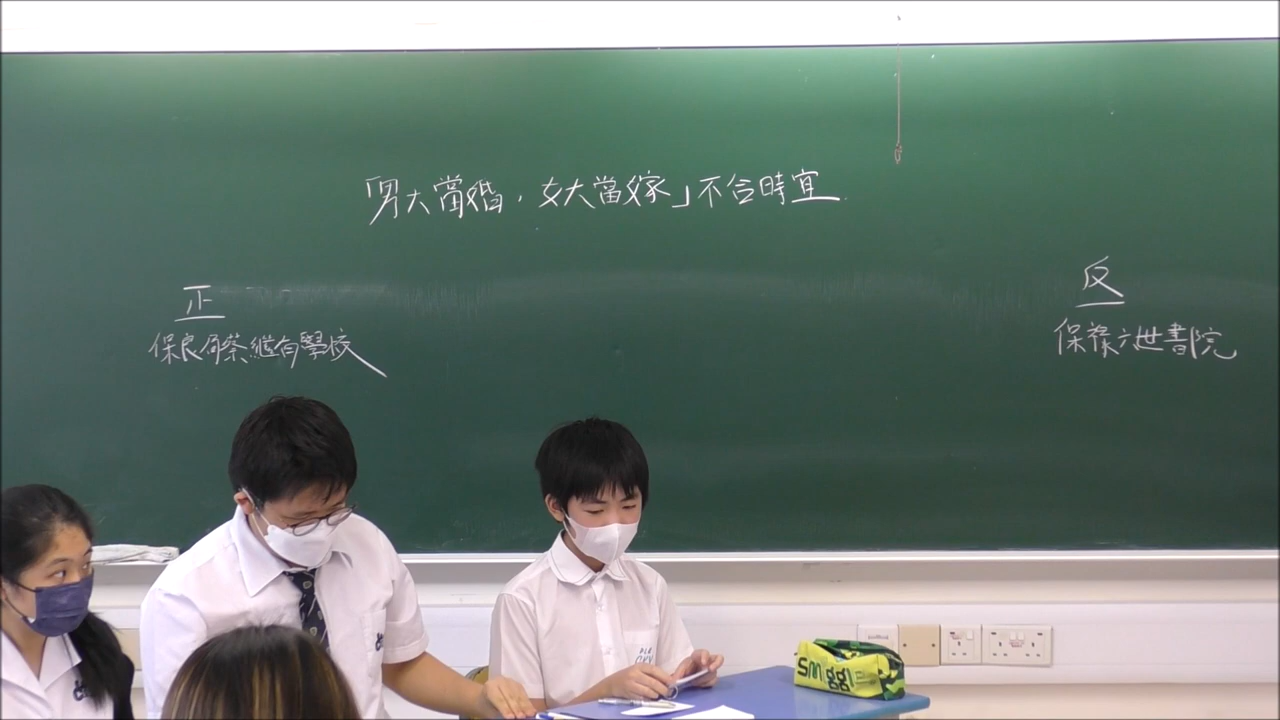 「男大當婚，女大當嫁」不合時宜
正
保良局蔡繼有學校
反
保祿六世書院